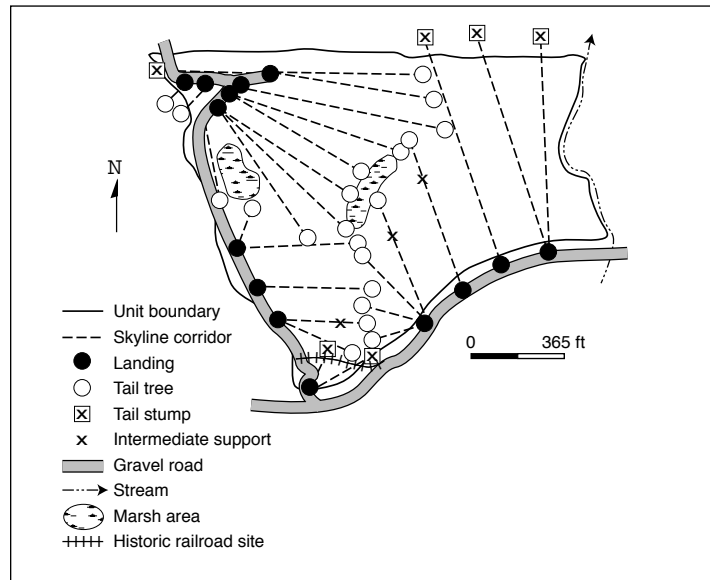 N
Unit boundary
Skyline corridor
Landing
Tail tree
Tail stump
Intermediate support
Gravel road
Stream
Marsh area
Historic railroad site
0 365 ft